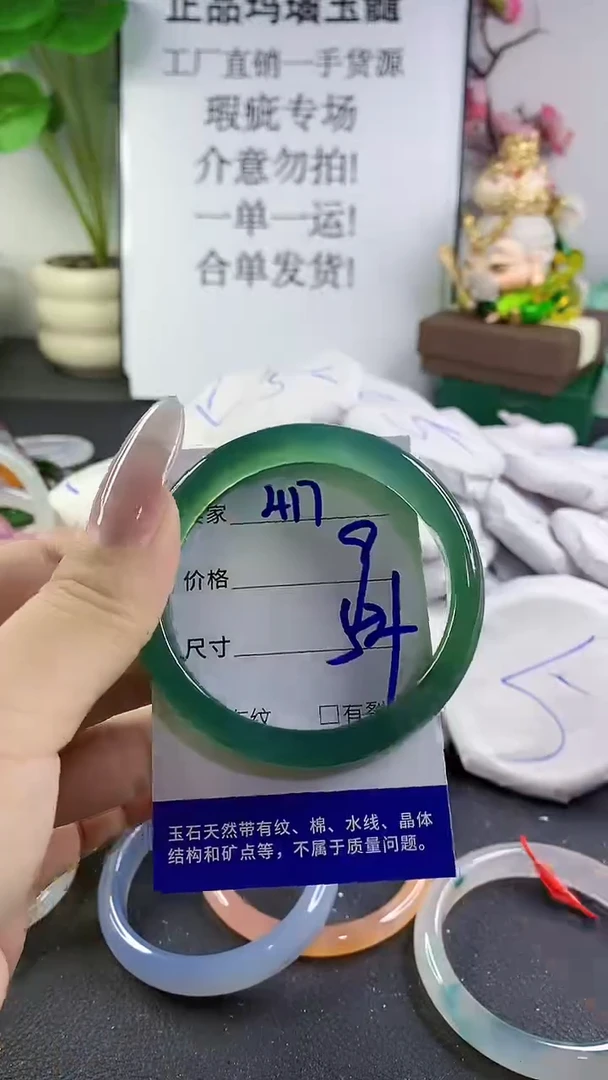 正品玛瑙玉髓
工厂直销一手货源
瑕疵专场
介意勿拍!
一单一运!
合单发货!
家 417
价格
尺寸
纹 □有裂
玉石天然带有纹、棉、水线、晶体
结构和矿点等，不属于质量问题。